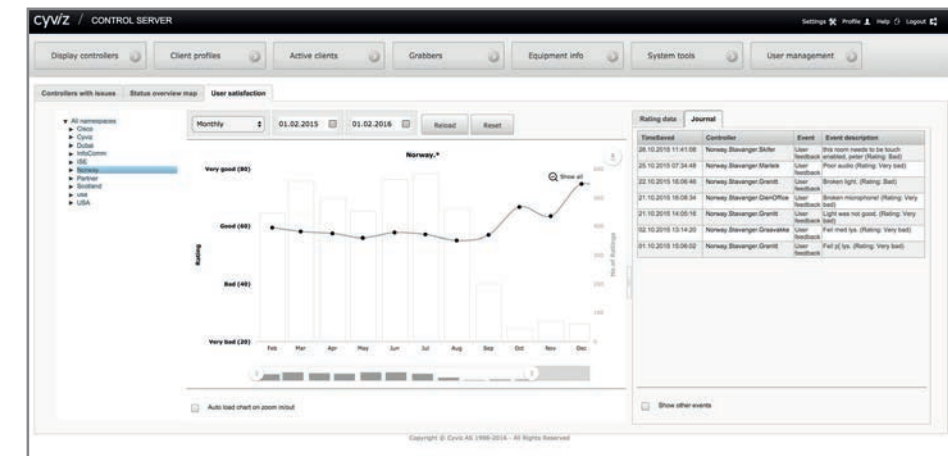 cyviz / CONTROL SERVER
Settings Profile Help Logout
Display controllers
Client profiles
Active clients
Grabbers
Equipment info
System tools
User management
Controllers with issues
Status overview map
User satisfaction
All namespaces
Cisco
Cyviz
Dubai
InfoComm
ISE
Norway
Partner
Scotland
usa
USA
Monthly
01.02.2015
01.02.2016
Reload
Reset
Norway.*
Show all
Very good (80)
Good (60)
Bad (40)
Very bad (20)
Rating
No.of Ratings
Feb Mar Apr May Jun Jul Aug Sep Oct Nov Dec
Auto load chart on zoom in/out
Rating data
Journal
TimeSaved Controller Event Event description
28.10.2015 11:41:08 Norway.Stavanger.Skifer User feedback this room needs to be touch enabled, peter (Rating: Bad)
25.10.2015 07:34:48 Norway.Stavanger.Marleik User feedback Poor audio (Rating: Very bad)
22.10.2015 16:06:46 Norway.Stavanger.Granitt User feedback Broken light. (Rating: Bad)
21.10.2015 16:08:34 Norway.Stavanger. User feedback Broken microphone! (Rating: Very bad)
21.10.2015 14:05:16 Norway.Stavanger.Granitt User feedback Light was not good. (Rating: Very bad)
02.10.2015 13:14:20 Norway.Stavanger. User feedback Feil med lys. (Rating: Very bad)
01.10.2015 15:06:02 Norway.Stavanger.Granitt User feedback Feil p[ lys. (Rating: Very bad)
Show other events
Copyright @ Cyviz AS 1998-2016 - All Rights Reserved